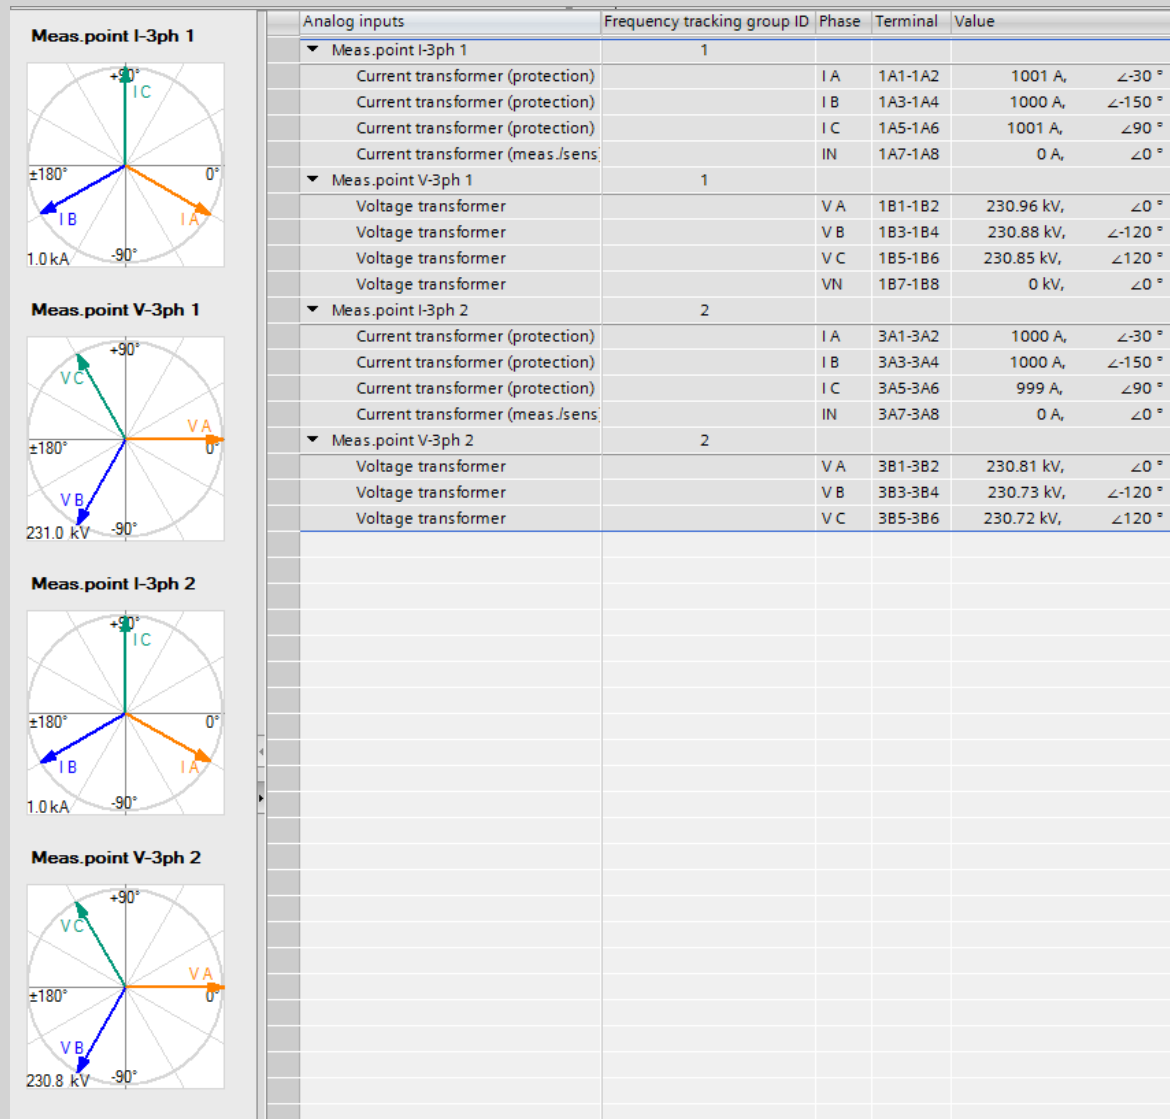 Meas.point I-3ph 1
+90°
I C
±180°
0°
I B
I A
1.0 kA
-90°
Meas.point V-3ph 1
+90°
V C
V A
±180°
0°
V B
231.0 kV
-90°
Meas.point I-3ph 2
+90°
I C
±180°
0°
I B
I A
1.0 kA
-90°
Meas.point V-3ph 2
+90°
V C
V A
±180°
0°
V B
230.8 kV
-90°
Analog inputs Frequency tracking group ID Phase Terminal Value
Meas.point I-3ph 1 1
Current transformer (protection) I A 1A1-1A2 1001 A, ∠-30 °
Current transformer (protection) I B 1A3-1A4 1000 A, ∠-150 °
Current transformer (protection) I C 1A5-1A6 1001 A, ∠90 °
Current transformer (meas./sens IN 1A7-1A8 0 A, ∠0 °
Meas.point V-3ph 1 1
Voltage transformer V A 1B1-1B2 230.96 kV, ∠0 °
Voltage transformer V B 1B3-1B4 230.88 kV, ∠-120 °
Voltage transformer V C 1B5-1B6 230.85 kV, ∠120 °
Voltage transformer VN 1B7-1B8 0 kV, ∠0 °
Meas.point I-3ph 2 2
Current transformer (protection) I A 3A1-3A2 1000 A, ∠-30 °
Current transformer (protection) I B 3A3-3A4 1000 A, ∠-150 °
Current transformer (protection) I C 3A5-3A6 999 A, ∠90 °
Current transformer (meas./sens IN 3A7-3A8 0 A, ∠0 °
Meas.point V-3ph 2 2
Voltage transformer V A 3B1-3B2 230.81 kV, ∠0 °
Voltage transformer V B 3B3-3B4 230.73 kV, ∠-120 °
Voltage transformer V C 3B5-3B6 230.72 kV, ∠120 °